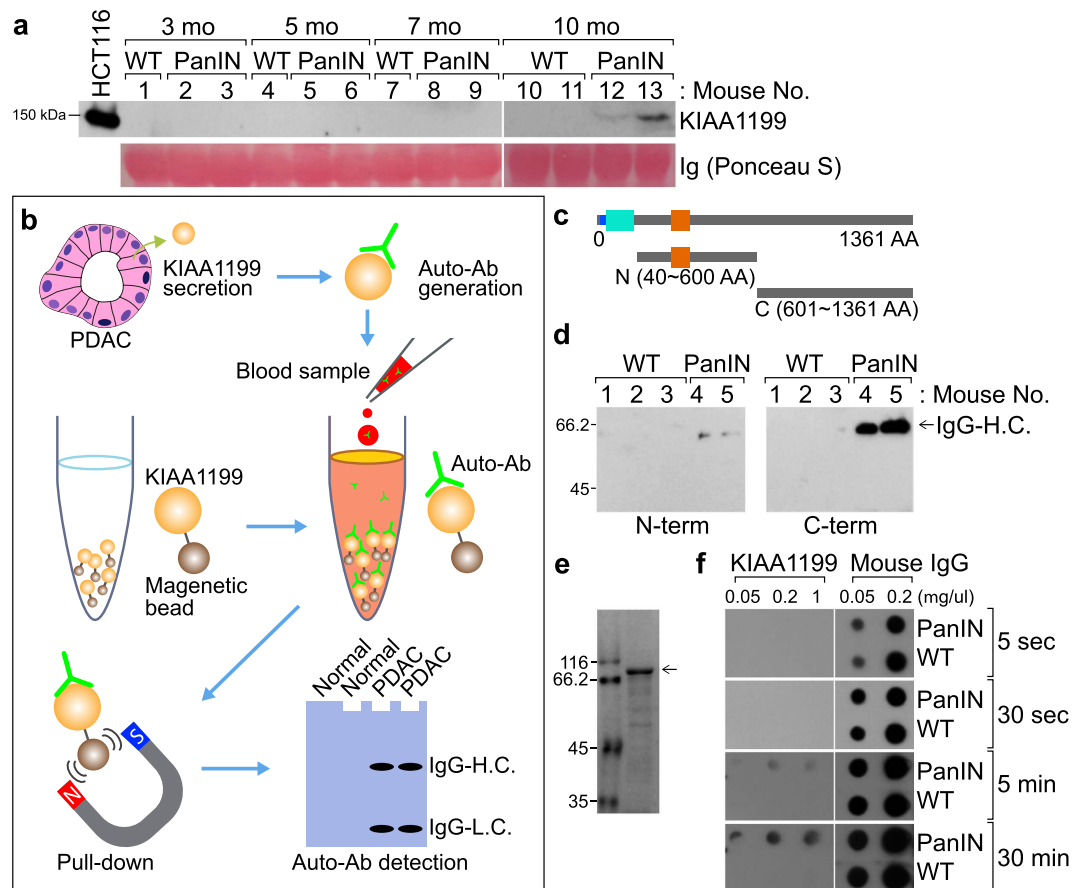 a
HCT116
3 mo 5 mo 7 mo 10 mo
WT PanIN WT PanIN WT PanIN WT PanIN
1 2 3 4 5 6 7 8 9 10 11 12 13 : Mouse No.
150 kDa
KIAA1199
Ig (Ponceau S)
b
KIAA1199
secretion
PDAC
Auto-Ab
generation
Blood sample
KIAA1199
Auto-Ab
Magenetic
bead
Normal
Normal
PDAC
PDAC
S
N
IgG-H.C.
IgG-L.C.
Pull-down
Auto-Ab detection
c
0 1361 AA
N (40~600 AA)
C (601~1361 AA)
d
WT PanIN WT PanIN
1 2 3 4 5 1 2 3 4 5 : Mouse No.
66.2
←IgG-H.C.
45
N-term C-term
e
116
66.2
45
35
f
KIAA1199 Mouse IgG
0.05 0.2 1 0.05 0.2 (mg/ul)
PanIN
WT
5 sec
PanIN
WT
30 sec
PanIN
WT
5 min
PanIN
WT
30 min